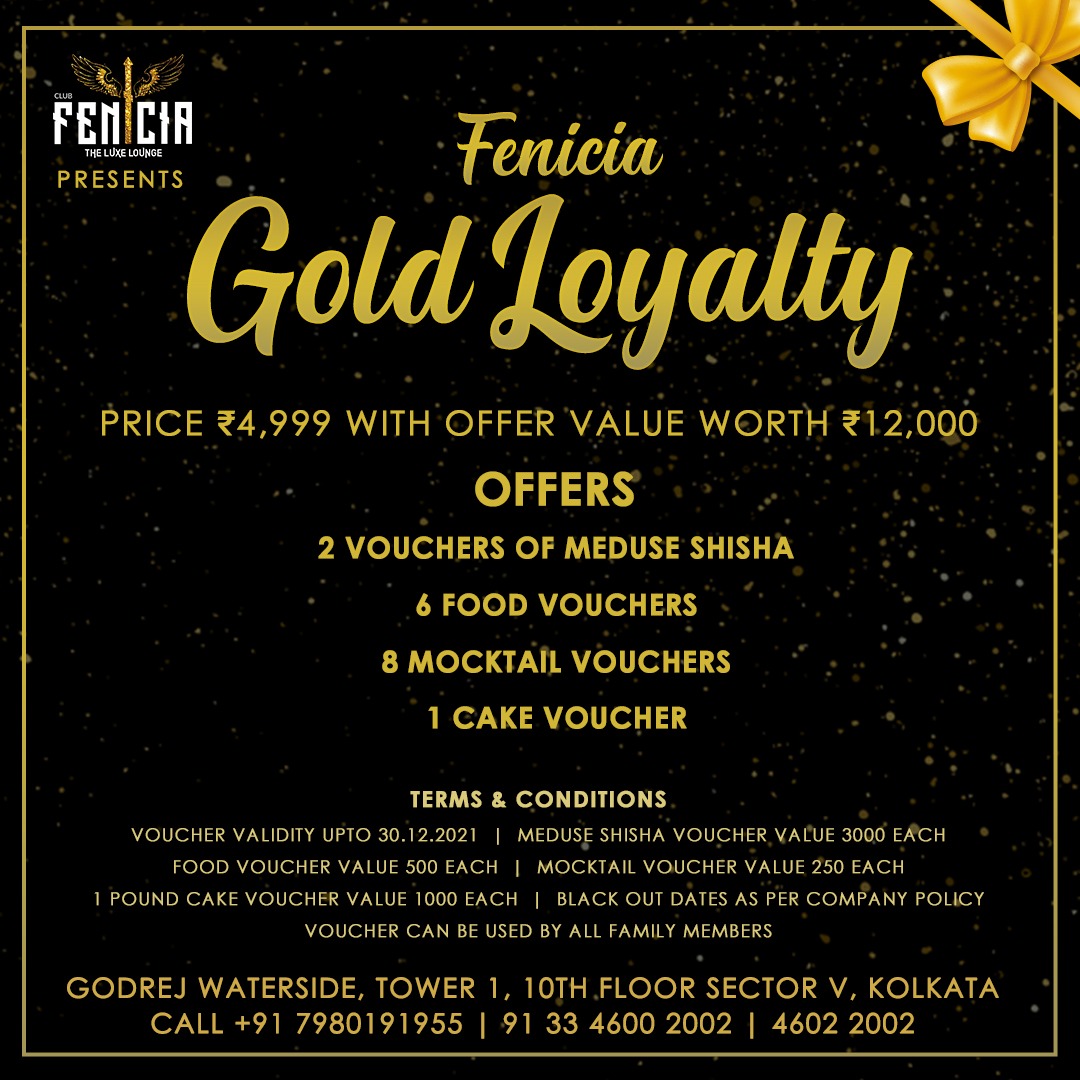 CLUB
FENICIA
THE LUXE LOUNGE
PRESENTS
Fenicia
Gold Loyalty
PRICE ₹4,999 WITH OFFER VALUE WORTH ₹12,000
OFFERS
2 VOUCHERS OF MEDUSE SHISHA
6 FOOD VOUCHERS
8 MOCKTAIL VOUCHERS
1 CAKE VOUCHER
TERMS & CONDITIONS
VOUCHER VALIDITY UPTO 30.12.2021 | MEDUSE SHISHA VOUCHER VALUE 3000 EACH
FOOD VOUCHER VALUE 500 EACH | MOCKTAIL VOUCHER VALUE 250 EACH
1 POUND CAKE VOUCHER VALUE 1000 EACH | BLACK OUT DATES AS PER COMPANY POLICY
VOUCHER CAN BE USED BY ALL FAMILY MEMBERS
GODREJ WATERSIDE, TOWER 1, 10TH FLOOR SECTOR V, KOLKATA
CALL +91 7980191955 | 91 33 4600 2002 | 4602 2002